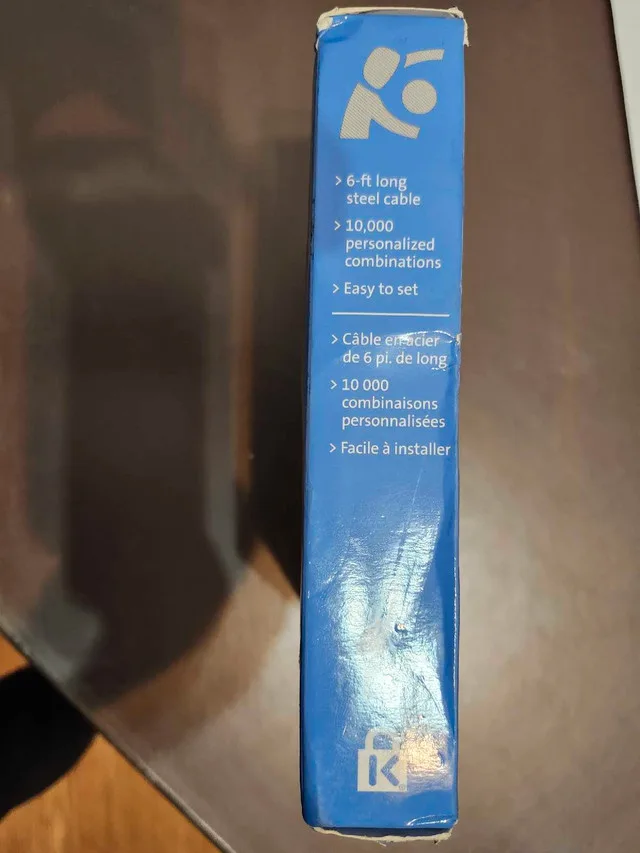 > 6-ft long
steel cable
> 10,000
personalized
combinations
> Easy to set
> Câble en acier
de 6 pi. de long
> 10 000
combinaisons
personnalisées
> Facile à installer
K